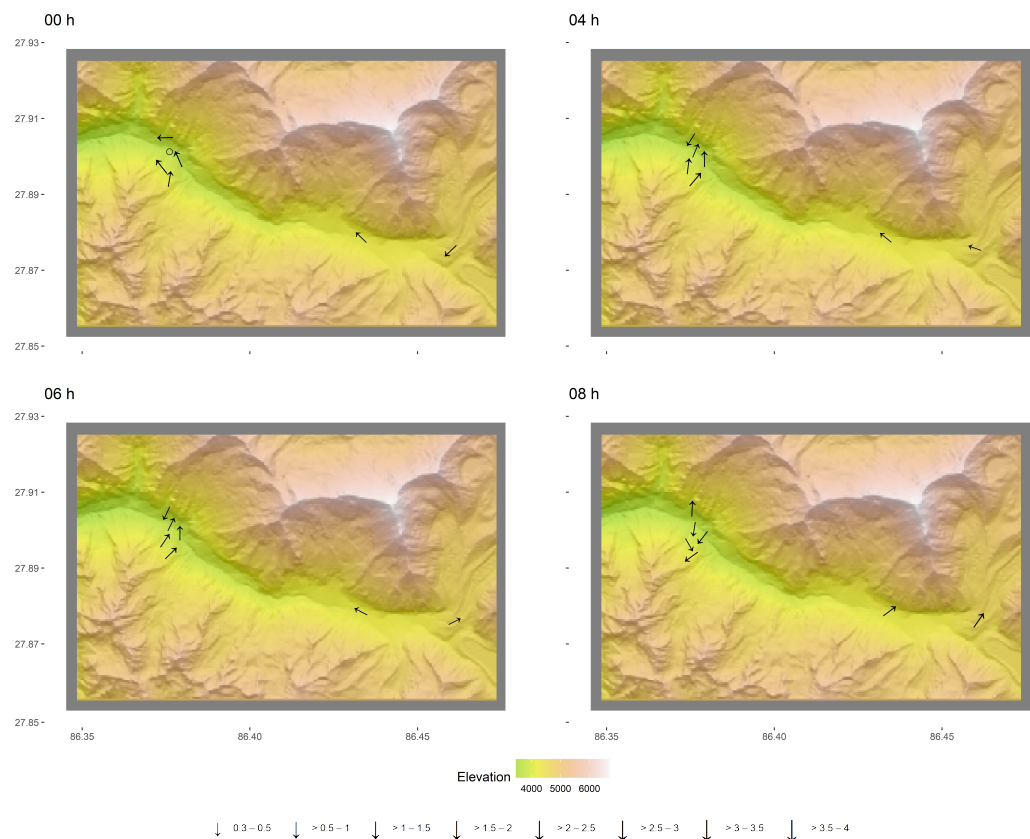 00 h
04 h
27.93
27.91
27.89
27.87
27.85
06 h
08 h
27.93
27.91
27.89
27.87
27.85
86.35 86.40 86.45 86.35 86.40 86.45
Elevation
4000 5000 6000
0.3 – 0.5 > 0.5 – 1 > 1 – 1.5 > 1.5 – 2 > 2 – 2.5 > 2.5 – 3 > 3 – 3.5 > 3.5 – 4